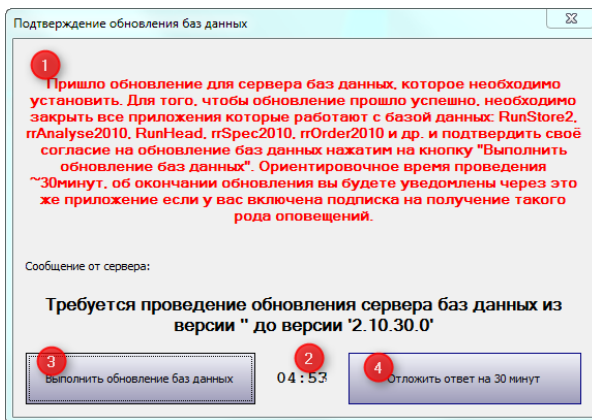 Подтверждение обновления баз данных
1
Пришло обновление для сервера баз данных, которое необходимо
установить. Для того, чтобы обновление прошло успешно, необходимо
закрыть все приложения которые работают с базой данных: RunStore2,
rrAnalyse2010, RunHead, rrSpec2010, rrOrder2010 и др. и подтвердить своё
согласие на обновление баз данных нажатим на кнопку "Выполнить
обновление баз данных". Ориентировочное время проведения
~30минут, об окончании обновления вы будете уведомлены через это
же приложение если у вас включена подписка на получение такого
рода оповещений.
Сообщение от сервера:
Требуется проведение обновления сервера баз данных из
версии '' до версии '2.10.30.0'
3
Выполнить обновление баз данных
2
04:53
4
Отложить ответ на 30 минут